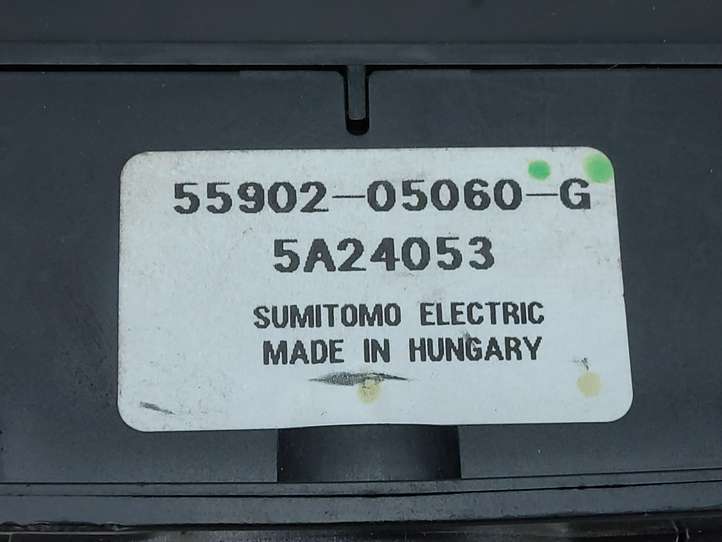 55902-05060-G
5A24053
SUMITOMO ELECTRIC
MADE IN HUNGARY